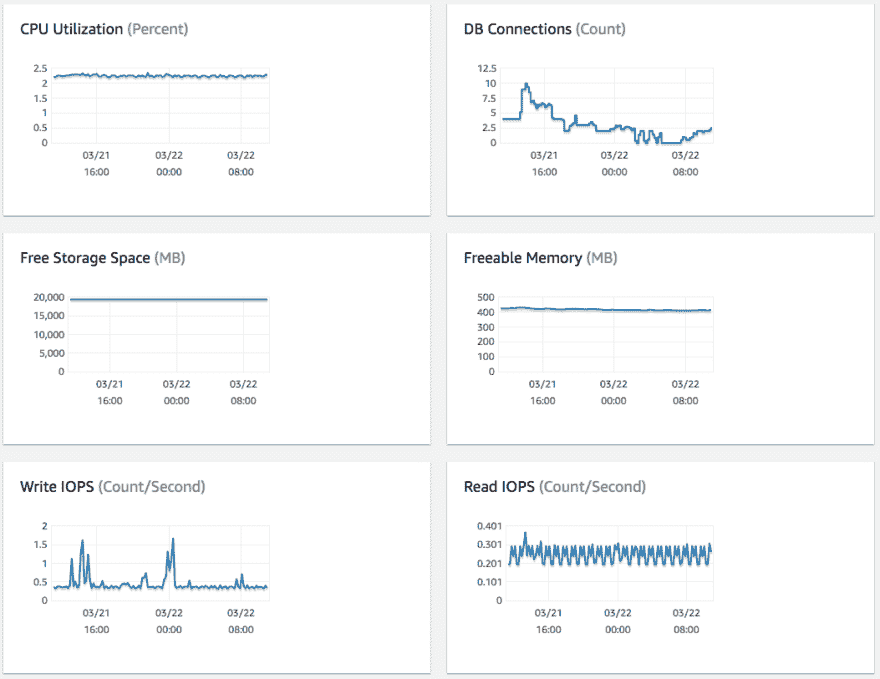 CPU Utilization (Percent)
2.5
2
1.5
1
0.5
0
03/21 03/22 03/22
16:00 00:00 08:00
DB Connections (Count)
12.5
10
7.5
5
2.5
0
03/21 03/22 03/22
16:00 00:00 08:00
Free Storage Space (MB)
20,000
15,000
10,000
5,000
0
03/21 03/22 03/22
16:00 00:00 08:00
Freeable Memory (MB)
500
400
300
200
100
0
03/21 03/22 03/22
16:00 00:00 08:00
Write IOPS (Count/Second)
2
1.5
1
0.5
0
03/21 03/22 03/22
16:00 00:00 08:00
Read IOPS (Count/Second)
0.401
0.301
0.201
0.101
0
03/21 03/22 03/22
16:00 00:00 08:00